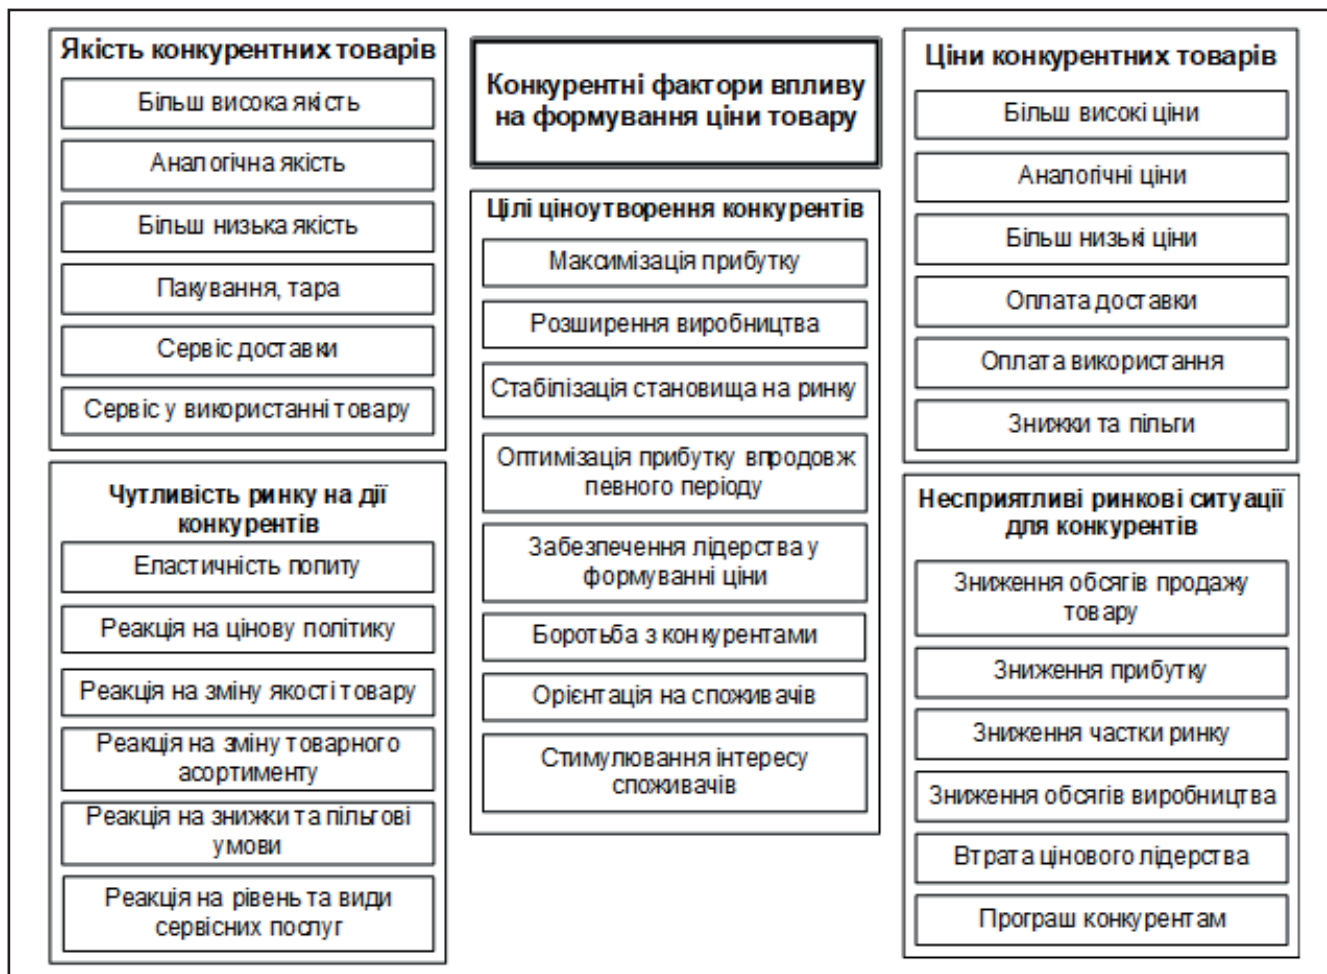 Якість конкурентних товарів
Більш висока якість
Аналогічна якість
Більш низька якість
Пакування, тара
Сервіс доставки
Сервіс у використанні товару
Чутливість ринку на дії
конкурентів
Еластичність попиту
Реакція на цінову політику
Реакція на зміну якості товару
Реакція на зміну товарного
асортименту
Реакція на знижки та пільгові
умови
Реакція на рівень та види
сервісних послуг
Конкурентні фактори впливу
на формування ціни товару
Цілі ціноутворення конкурентів
Максимізація прибутку
Розширення виробництва
Стабілізація становища на ринку
Оптимізація прибутку впродовж
певного періоду
Забезпечення лідерства у
формуванні ціни
Боротьба з конкурентами
Орієнтація на споживачів
Стимулювання інтересу
споживачів
Ціни конкурентних товарів
Більш високі ціни
Аналогічні ціни
Більш низькі ціни
Оплата доставки
Оплата використання
Знижки та пільги
Несприятливі ринкові ситуації
для конкурентів
Зниження обсягів продажу
товару
Зниження прибутку
Зниження частки ринку
Зниження обсягів виробництва
Втрата цінового лідерства
Програш конкурентам